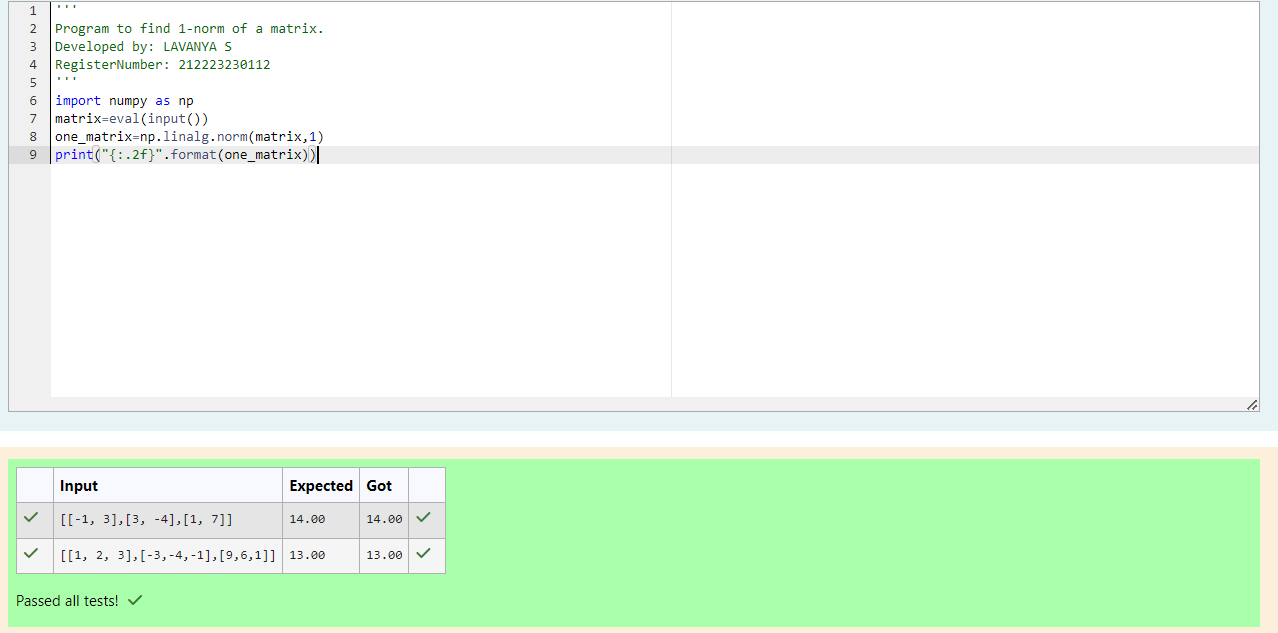 1 '''
2 Program to find 1-norm of a matrix.
3 Developed by: LAVANYA S
4 RegisterNumber: 212223230112
5 '''
6 import numpy as np
7 matrix=eval(input())
8 one_matrix=np.linalg.norm(matrix,1)
9 print("{:.2f}".format(one_matrix))
Input Expected Got
[[-1, 3],[3, -4],[1, 7]] 14.00 14.00
[[1, 2, 3],[-3,-4,-1],[9,6,1]] 13.00 13.00
Passed all tests!